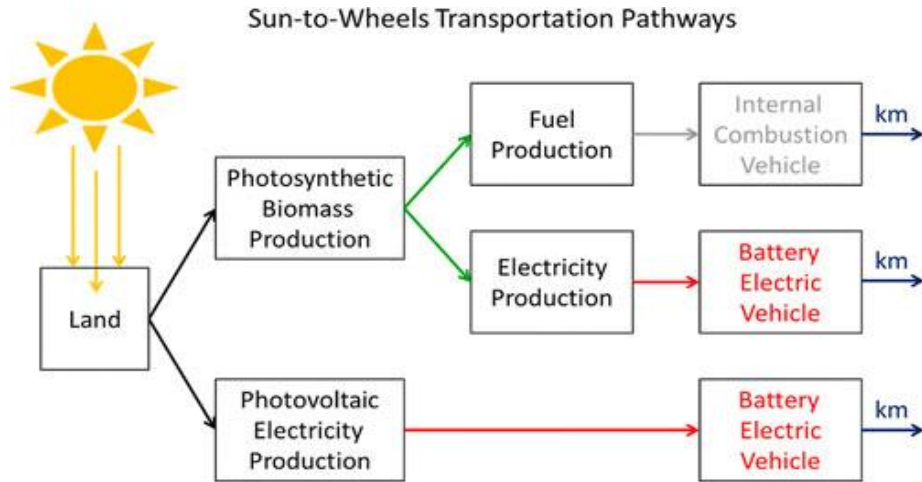 Sun-to-Wheels Transportation Pathways
Fuel
Production
Internal
Combustion
Vehicle
km
Photosynthetic
Biomass
Production
Electricity
Production
Battery
Electric
Vehicle
km
Land
Photovoltaic
Electricity
Production
Battery
Electric
Vehicle
km